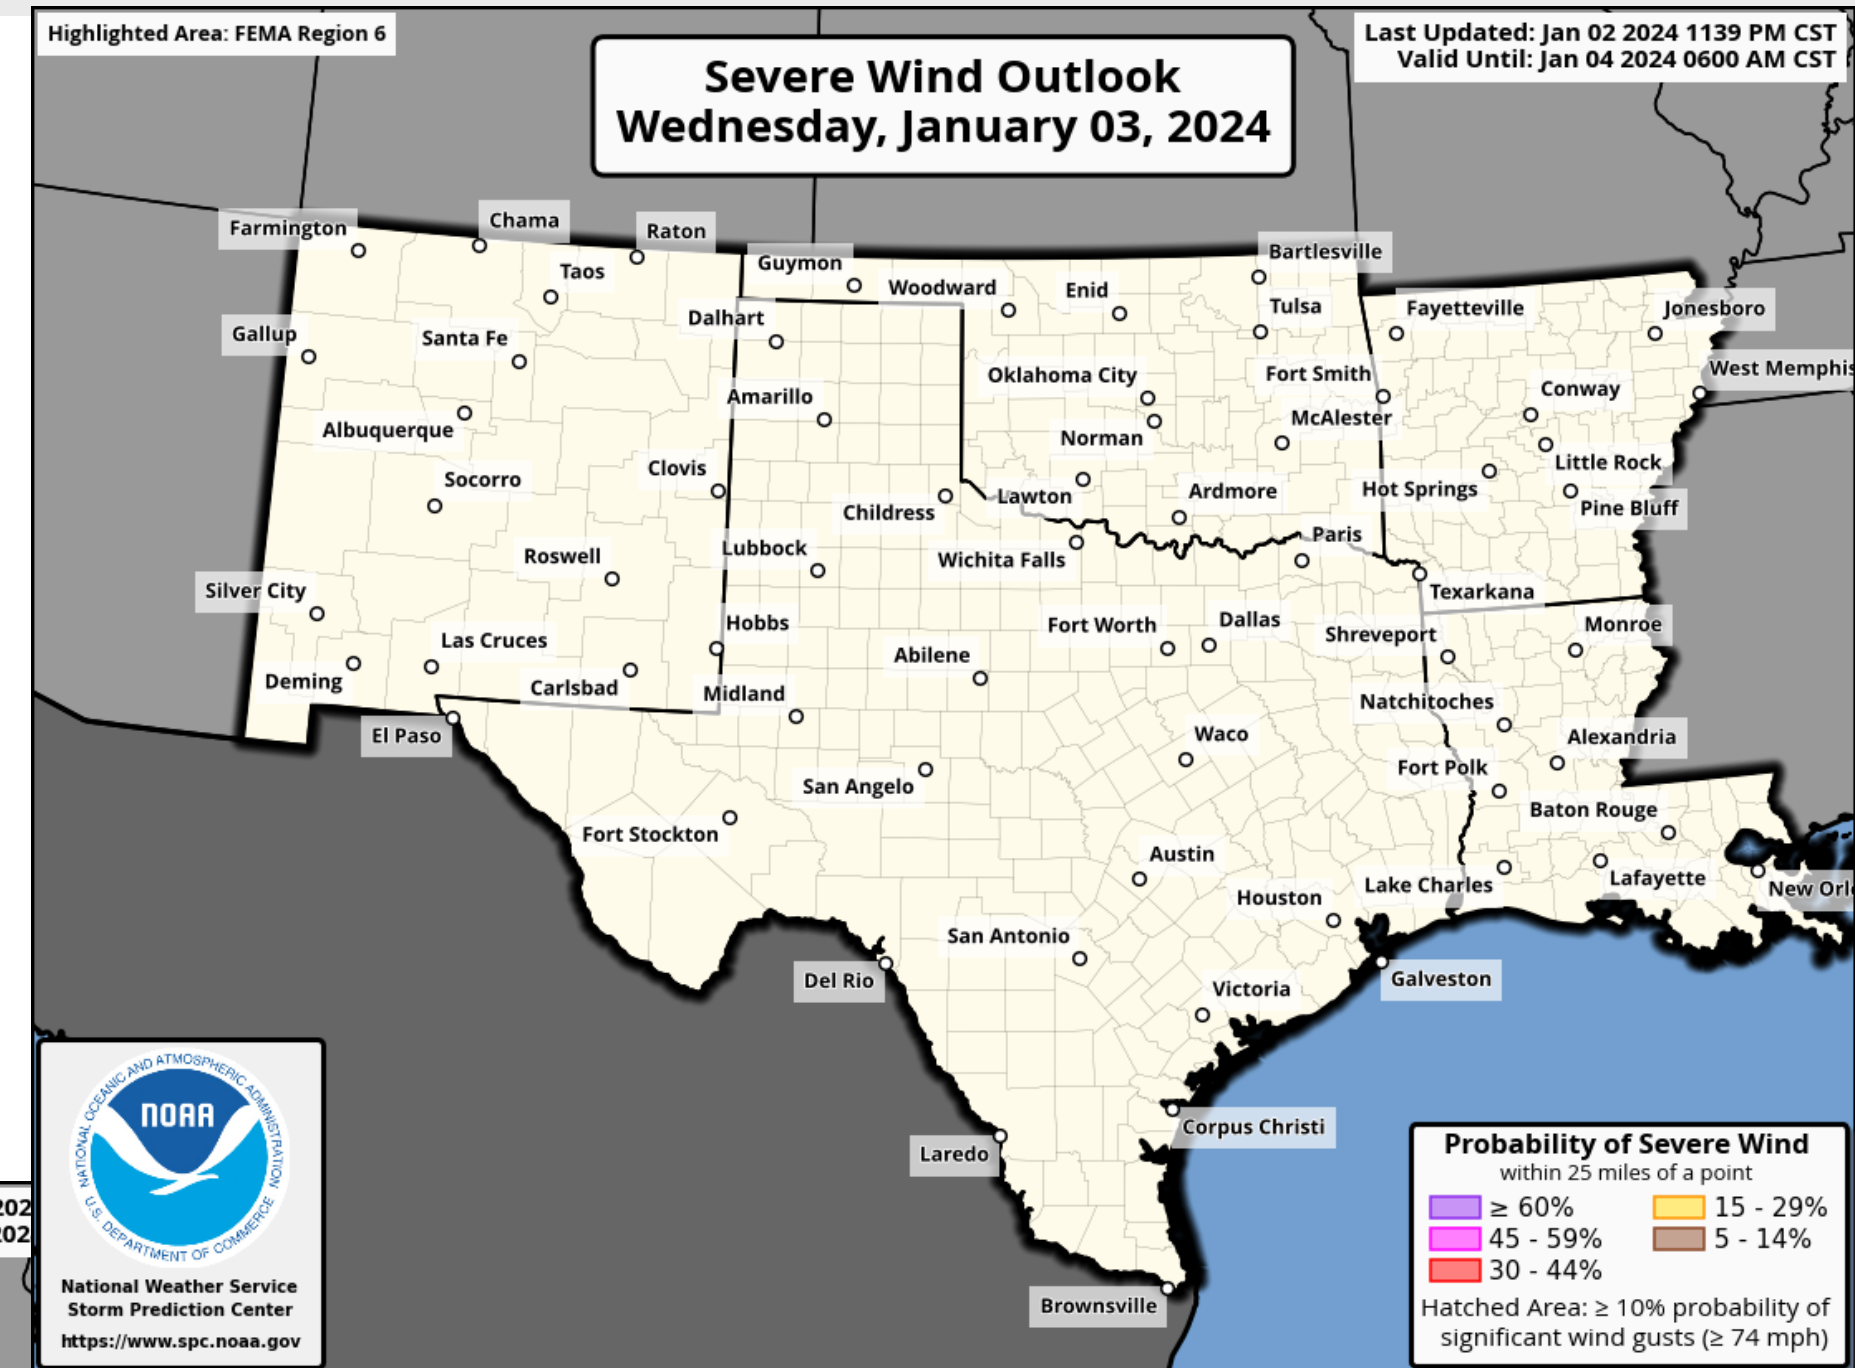 Highlighted Area: FEMA Region 6
Last Updated: Jan 02 2024 1139 PM CST
Valid Until: Jan 04 2024 0600 AM CST
Severe Wind Outlook
Wednesday, January 03, 2024
Farmington
Chama
Raton
Taos
Guymon
Woodward
Enid
Bartlesville
Tulsa
Fayetteville
Jonesboro
Gallup
Santa Fe
Dalhart
Oklahoma City
Fort Smith
Conway
West Memphis
Albuquerque
Amarillo
Norman
McAlester
Little Rock
Socorro
Clovis
Childress
Lawton
Ardmore
Hot Springs
Pine Bluff
Roswell
Lubbock
Wichita Falls
Paris
Texarkana
Silver City
Las Cruces
Hobbs
Fort Worth
Dallas
Shreveport
Monroe
Deming
Carlsbad
Midland
Abilene
Natchitoches
El Paso
Waco
Alexandria
San Angelo
Fort Polk
Fort Stockton
Baton Rouge
Austin
Houston
Lake Charles
Lafayette
New Orl
San Antonio
Del Rio
Victoria
Galveston
Corpus Christi
Laredo
Brownsville
202
202
NATIONAL OCEANIC AND ATMOSPHERIC ADMINISTRATION
NOAA
U.S. DEPARTMENT OF COMMERCE
National Weather Service
Storm Prediction Center
https://www.spc.noaa.gov
Probability of Severe Wind
within 25 miles of a point
≥ 60%
15 - 29%
45 - 59%
5 - 14%
30 - 44%
Hatched Area: ≥ 10% probability of
significant wind gusts (≥ 74 mph)